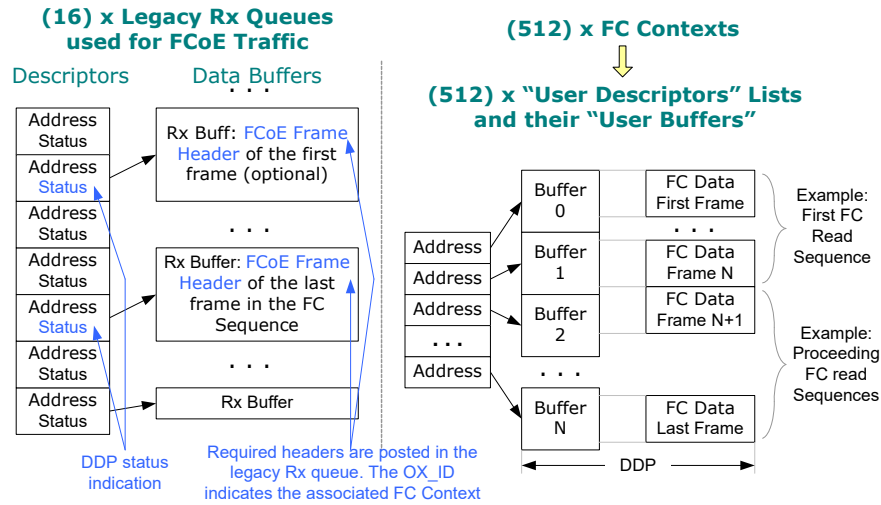 (16) x Legacy Rx Queues
used for FCoE Traffic
Descriptors
Data Buffers
. . .
Address
Status
Address
Status
Address
Status
Address
Status
Address
Status
Address
Status
Address
Status
Rx Buff: FCoE Frame
Header of the first
frame (optional)
. . .
Rx Buffer: FCoE Frame
Header of the last
frame in the FC
Sequence
. . .
Rx Buffer
DDP status
indication
Required headers are posted in the
legacy Rx queue. The OX_ID
indicates the associated FC Context
(512) x FC Contexts
(512) x “User Descriptors” Lists
and their “User Buffers”
Address
Address
Address
. . .
Address
Buffer
0
Buffer
1
Buffer
2
. . .
Buffer
N
FC Data
First Frame
. . .
FC Data
Frame N
FC Data
Frame N+1
FC Data
Last Frame
DDP
Example:
First FC
Read
Sequence
Example:
Proceeding
FC read
Sequences